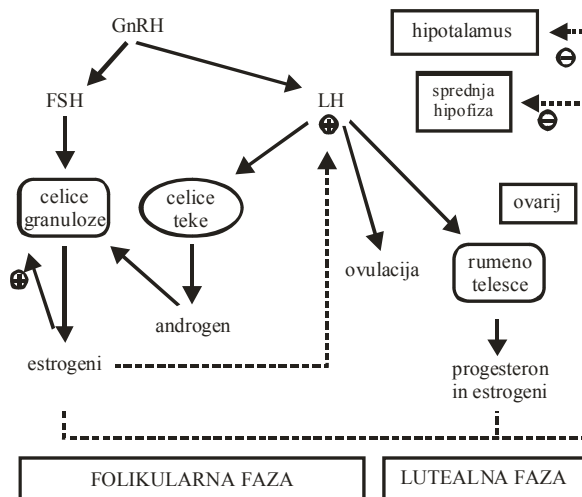 GnRH
hipotalamus
FSH
LH
sprednja
hipofiza
celice
granuloze
celice
teke
ovarij
ovulacija
rumeno
telesce
androgen
estrogeni
progesteron
in estrogeni
FOLIKULARNA FAZA
LUTEALNA FAZA